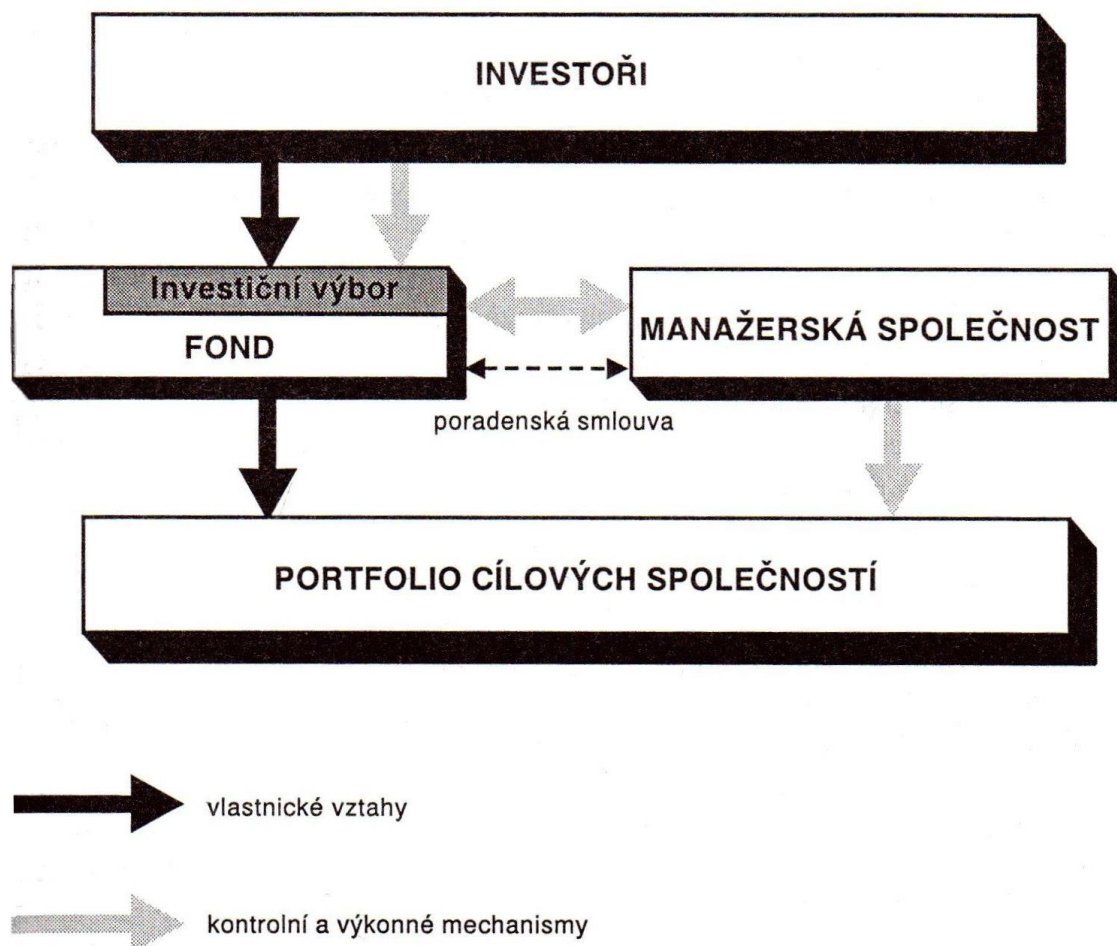 INVESTOŘI
Investiční výbor
FOND
MANAŽERSKÁ SPOLEČNOST
poradenská smlouva
PORTFOLIO CÍLOVÝCH SPOLEČNOSTÍ
vlastnické vztahy
kontrolní a výkonné mechanismy